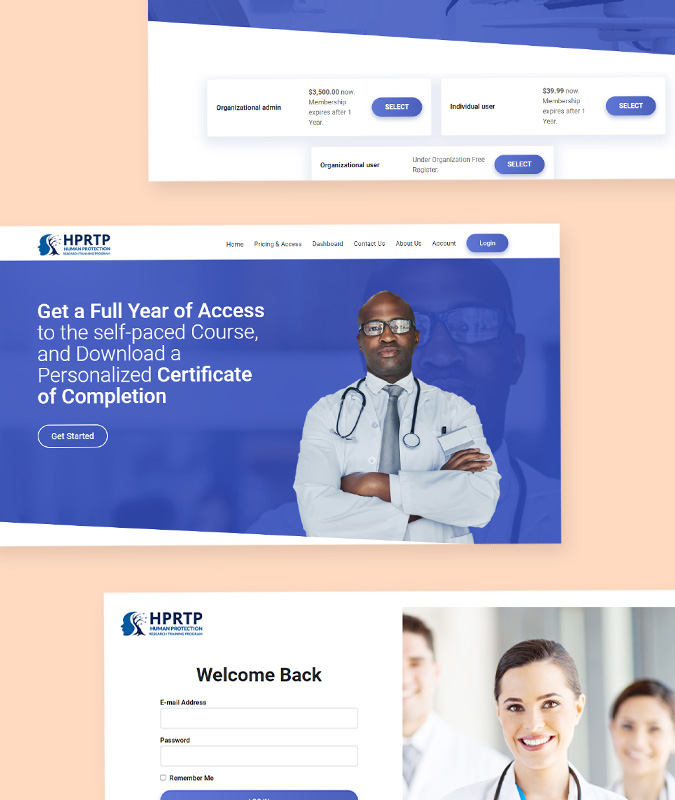 Organizational admin
$3,500.00 now.
Membership
expires after 1
Year.
SELECT
Individual user
$39.99 now.
Membership
expires after 1
Year.
SELECT
Organizational user
Under Organization Free
Register.
SELECT
HPRTP
HUMAN PROTECTION
RESEARCH TRAINING PROGRAM
Home
Pricing & Access
Dashboard
Contact Us
About Us
Account
Login
Get a Full Year of Access
to the self-paced Course,
and Download a
Personalized Certificate
of Completion
Get Started
HPRTP
HUMAN PROTECTION
RESEARCH TRAINING PROGRAM
Welcome Back
E-mail Address
Password
Remember Me